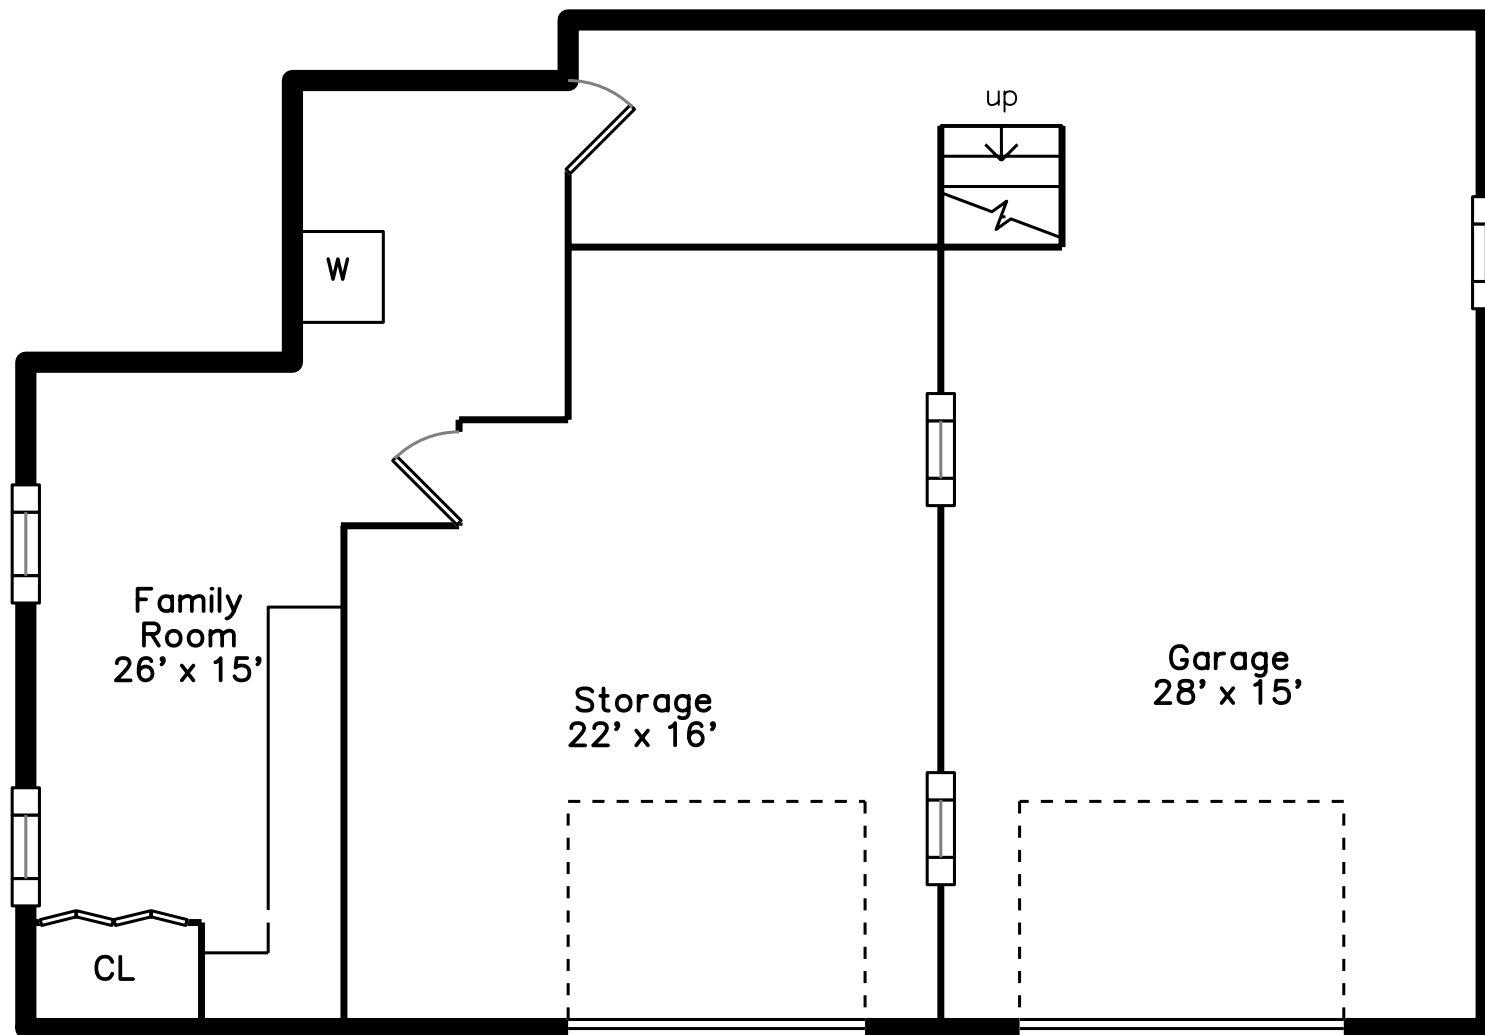 up
W
Family
Room
26' x 15'
Storage
22' x 16'
Garage
28' x 15'
CL